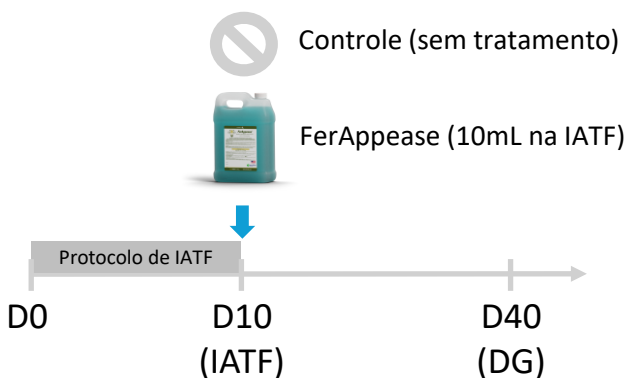 Controle (sem tratamento)
FerAppease (10mL na IATF)
Protocolo de IATF
D0
D10
D40
(IATF)
(DG)